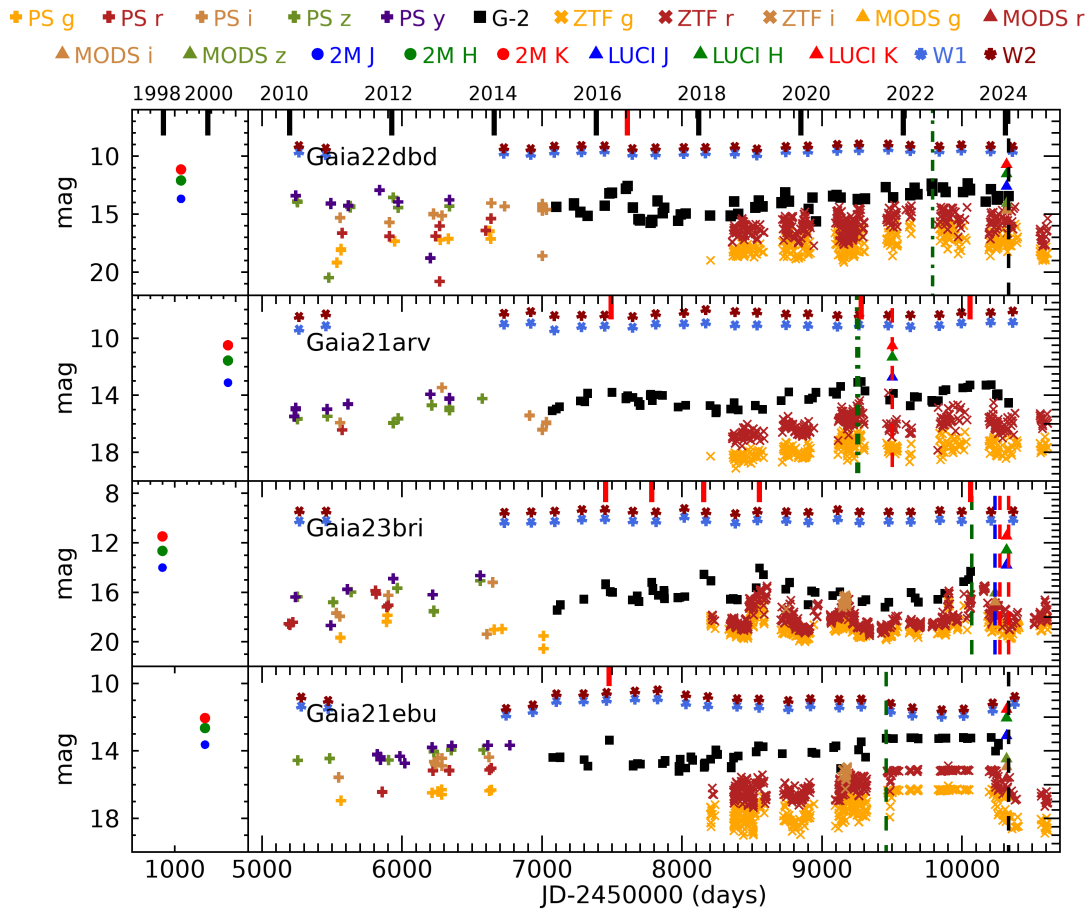 PS g PS r PS i PS z PS y G-2 ZTF g ZTF r ZTF i MODS g MODS r
MODS i MODS z 2M J 2M H 2M K LUCI J LUCI H LUCI K W1 W2
1998 2000 2010 2012 2014 2016 2018 2020 2022 2024
Gaia22dbd
mag
10
15
20
Gaia21arv
mag
10
14
18
Gaia23bri
mag
8
12
16
20
Gaia21ebu
mag
10
14
18
1000 5000 6000 7000 8000 9000 10000
JD-2450000 (days)